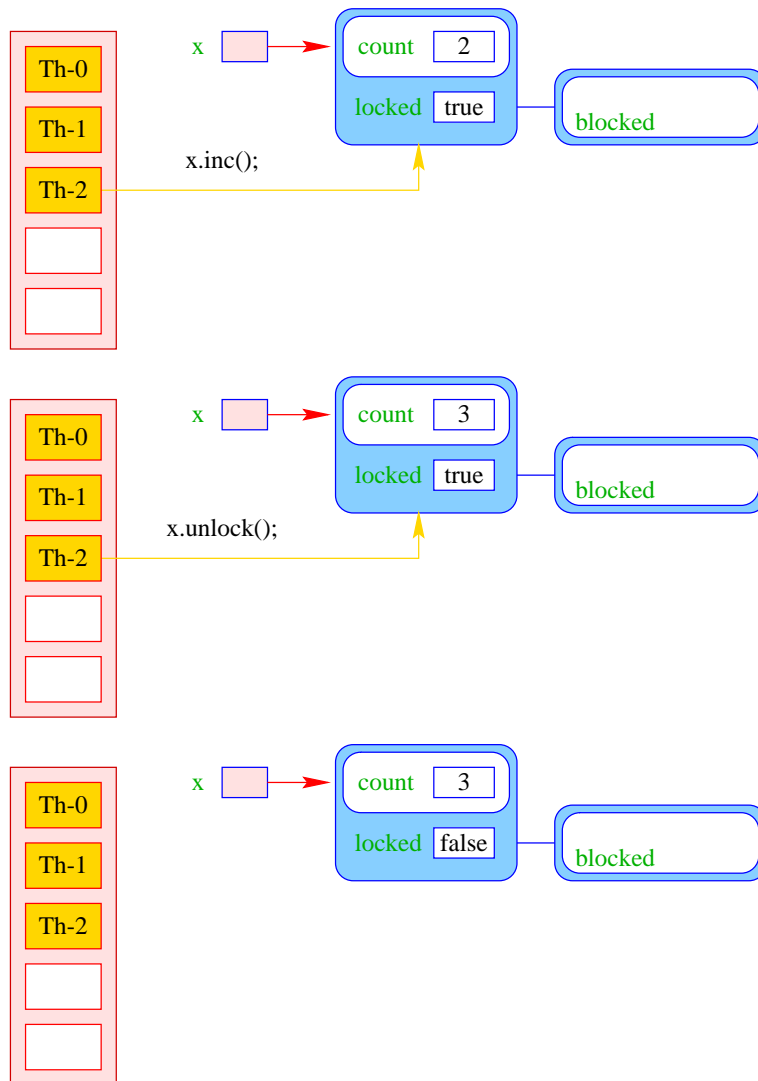 x
count 2
Th-0
locked true
blocked
Th-1
x.inc();
Th-2
x
count 3
Th-0
locked true
blocked
Th-1
x.unlock();
Th-2
x
count 3
Th-0
locked false
blocked
Th-1
Th-2